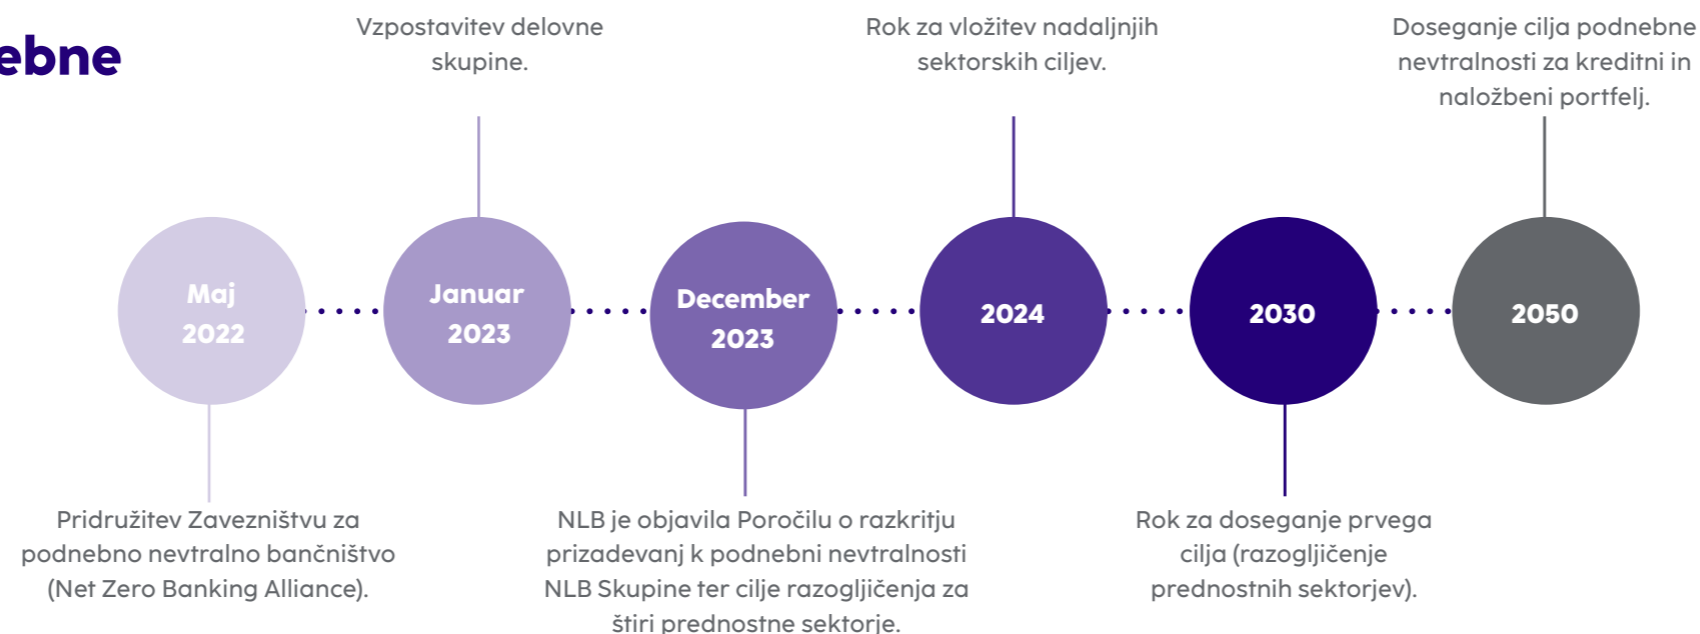 ebne
Vzpostavitev delovne
skupine.
Rok za vložitev nadaljnjih
sektorskih ciljev.
Doseganje cilja podnebne
nevtralnosti za kreditni in
naložbeni portfelj.
Maj
2022
Januar
2023
December
2023
2024
2030
2050
Pridružitev Zavezništvu za
podnebno nevtralno bančništvo
(Net Zero Banking Alliance).
NLB je objavila Poročilu o razkritju
prizadevanj k podnebni nevtralnosti
NLB Skupine ter cilje razogljičenja za
štiri prednostne sektorje.
Rok za doseganje prvega
cilja (razogljičenje
prednostnih sektorjev).